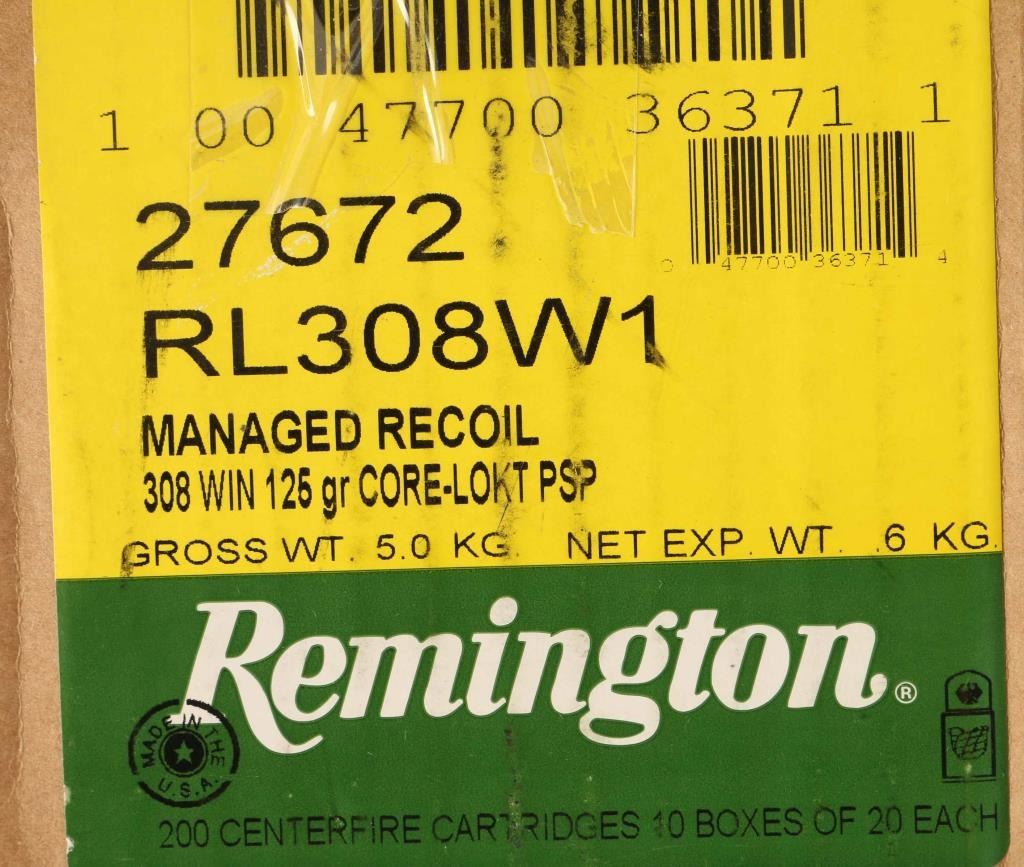 1 00 47700 36371 1
0 47700 36371 4
27672
RL308W1
MANAGED RECOIL
308 WIN 125 gr CORE-LOKT PSP
GROSS WT. 5.0 KG. NET EXP. WT. .6 KG.
Remington®
MADE IN THE U.S.A.
200 CENTERFIRE CARTRIDGES 10 BOXES OF 20 EACH